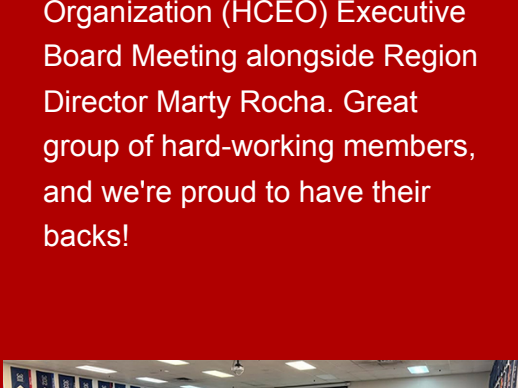 Organization (HCEO) Executive
Board Meeting alongside Region
Director Marty Rocha. Great
group of hard-working members,
and we're proud to have their
backs!